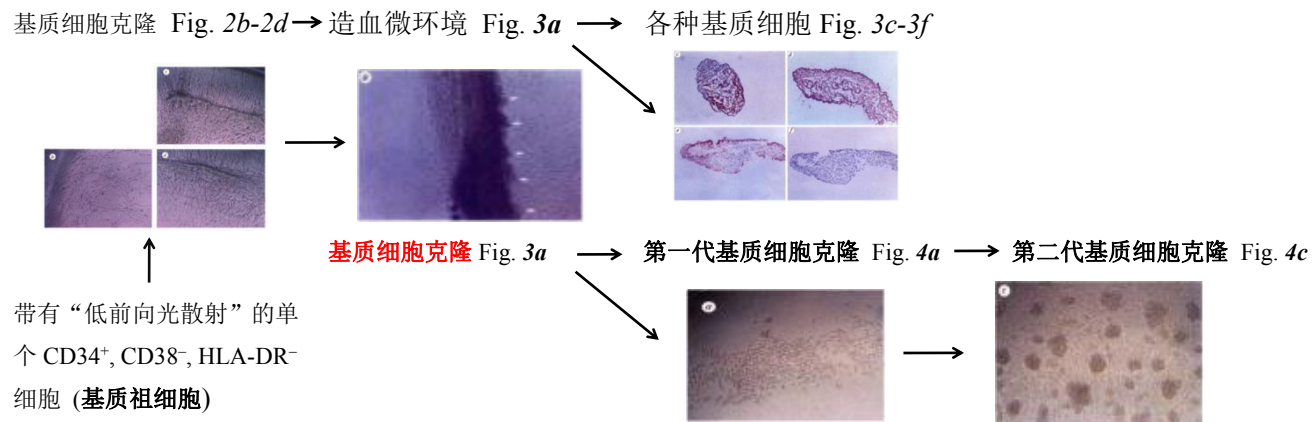 基质细胞克隆 Fig. 2b-2d → 造血微环境 Fig. 3a → 各种基质细胞 Fig. 3c-3f
基质细胞克隆 Fig. 3a → 第一代基质细胞克隆 Fig. 4a → 第二代基质细胞克隆 Fig. 4c
带有“低前向光散射”的单
个 CD34⁺, CD38⁻, HLA-DR⁻
细胞 (基质祖细胞)